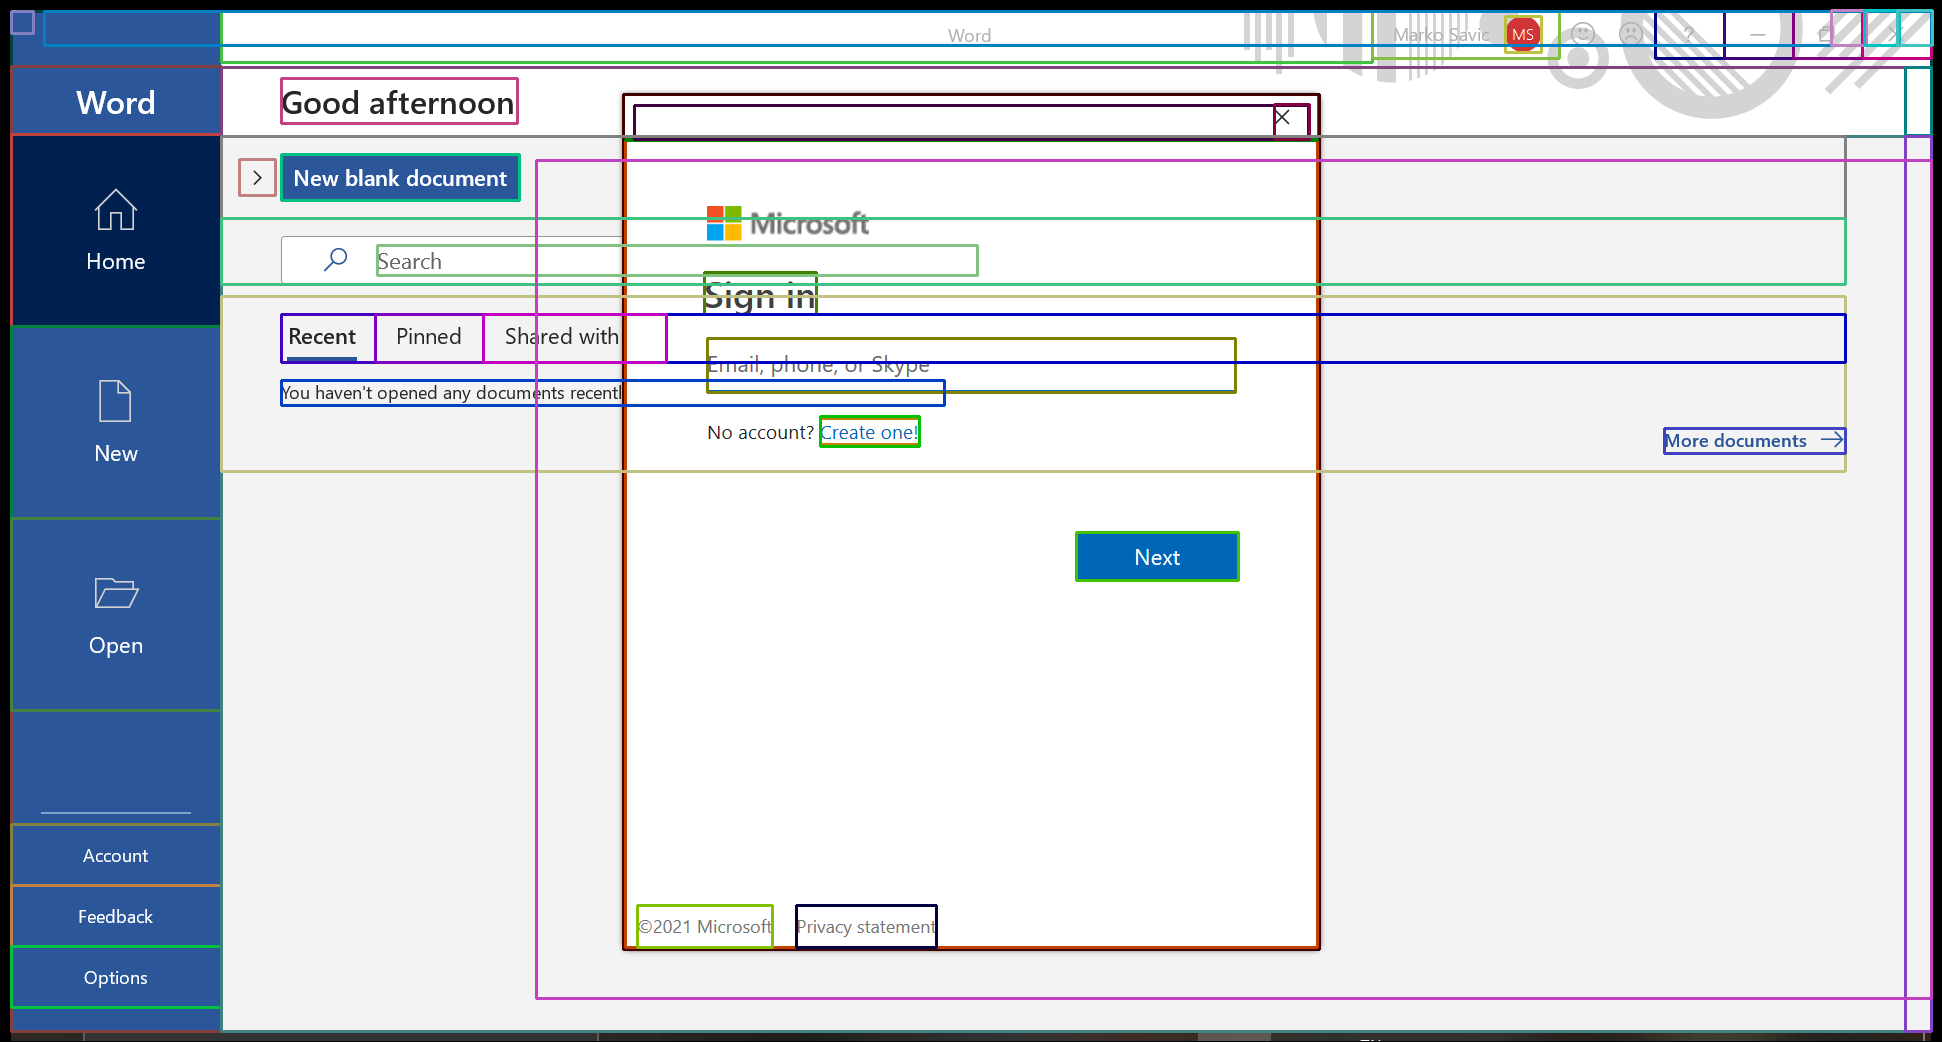 Word
Marko Savic
MS
?
Word
Good afternoon
New blank document
Microsoft
Home
Search
Sign in
Recent
Pinned
Shared with
Email, phone, or Skype
You haven't opened any documents recentl
No account? Create one!
More documents
New
Next
Open
Account
Feedback
©2021 Microsoft
Privacy statement
Options